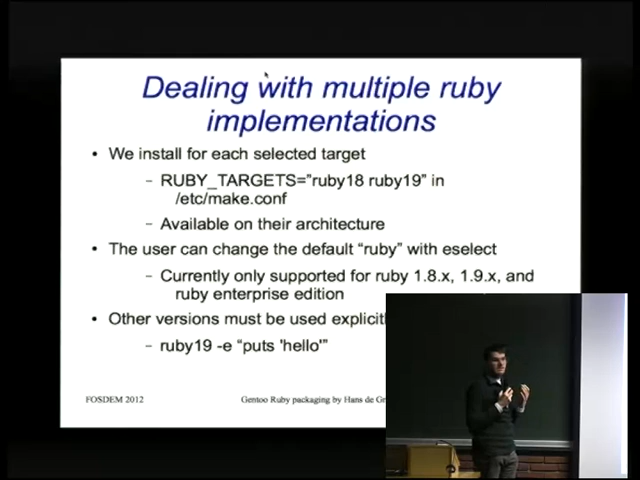 Dealing with multiple ruby
implementations
• We install for each selected target
– RUBY_TARGETS="ruby18 ruby19" in
/etc/make.conf
– Available on their architecture
• The user can change the default “ruby” with eselect
– Currently only supported for ruby 1.8.x, 1.9.x, and
ruby enterprise edition
• Other versions must be used
– ruby19 -e “puts 'hello'”
FOSDEM 2012
Gentoo Ruby packaging by Hans de